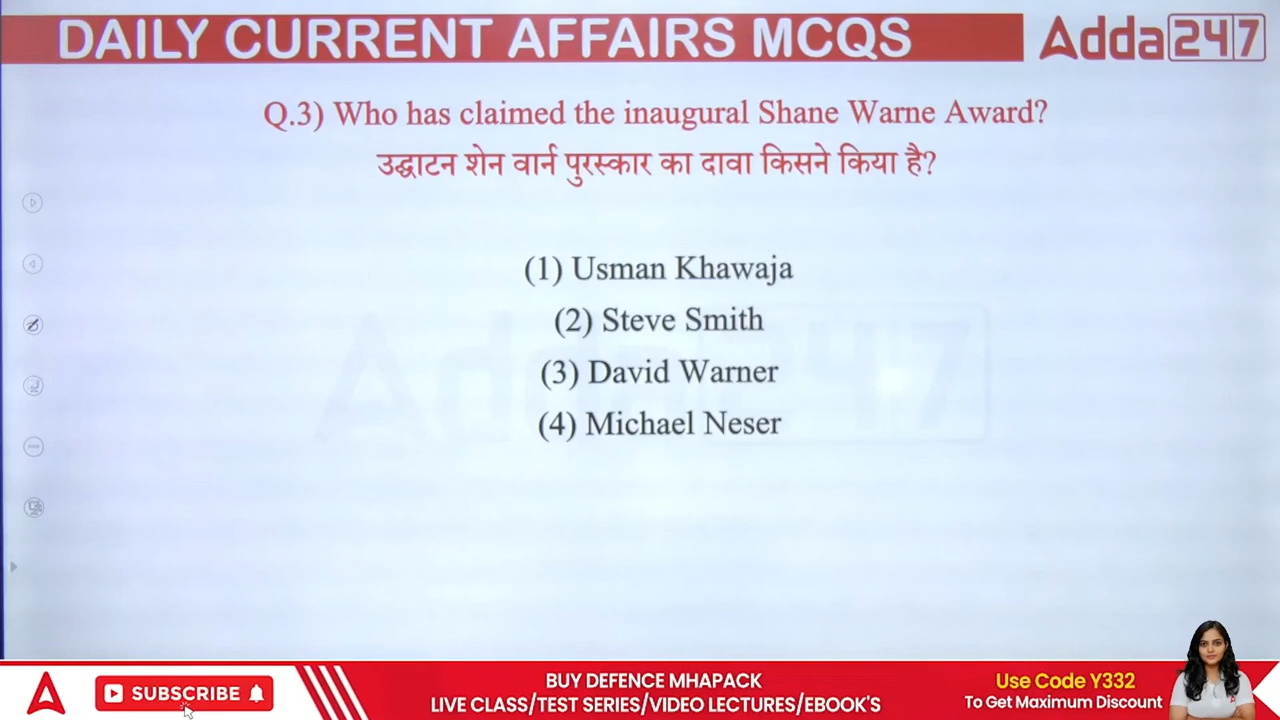 DAILY CURRENT AFFAIRS MCQS
Adda247
Q.3) Who has claimed the inaugural Shane Warne Award?
उद्घाटन शेन वार्न पुरस्कार का दावा किसने किया है?
(1) Usman Khawaja
(2) Steve Smith
(3) David Warner
(4) Michael Neser
Adda247
SUBSCRIBE
BUY DEFENCE MHAPACK
LIVE CLASS/TEST SERIES/VIDEO LECTURES/EBOOK'S
Use Code Y332
To Get Maximum Discount